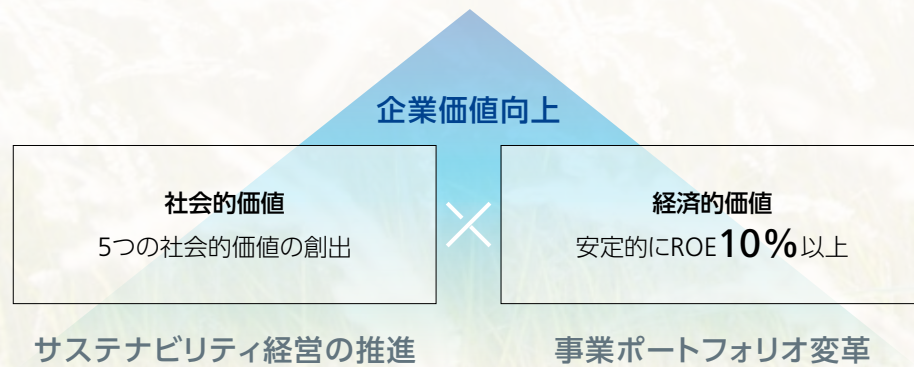 企業価値向上
社会的価値
5つの社会的価値の創出
×
経済的価値
安定的にROE10%以上
サステナビリティ経営の推進
事業ポートフォリオ変革